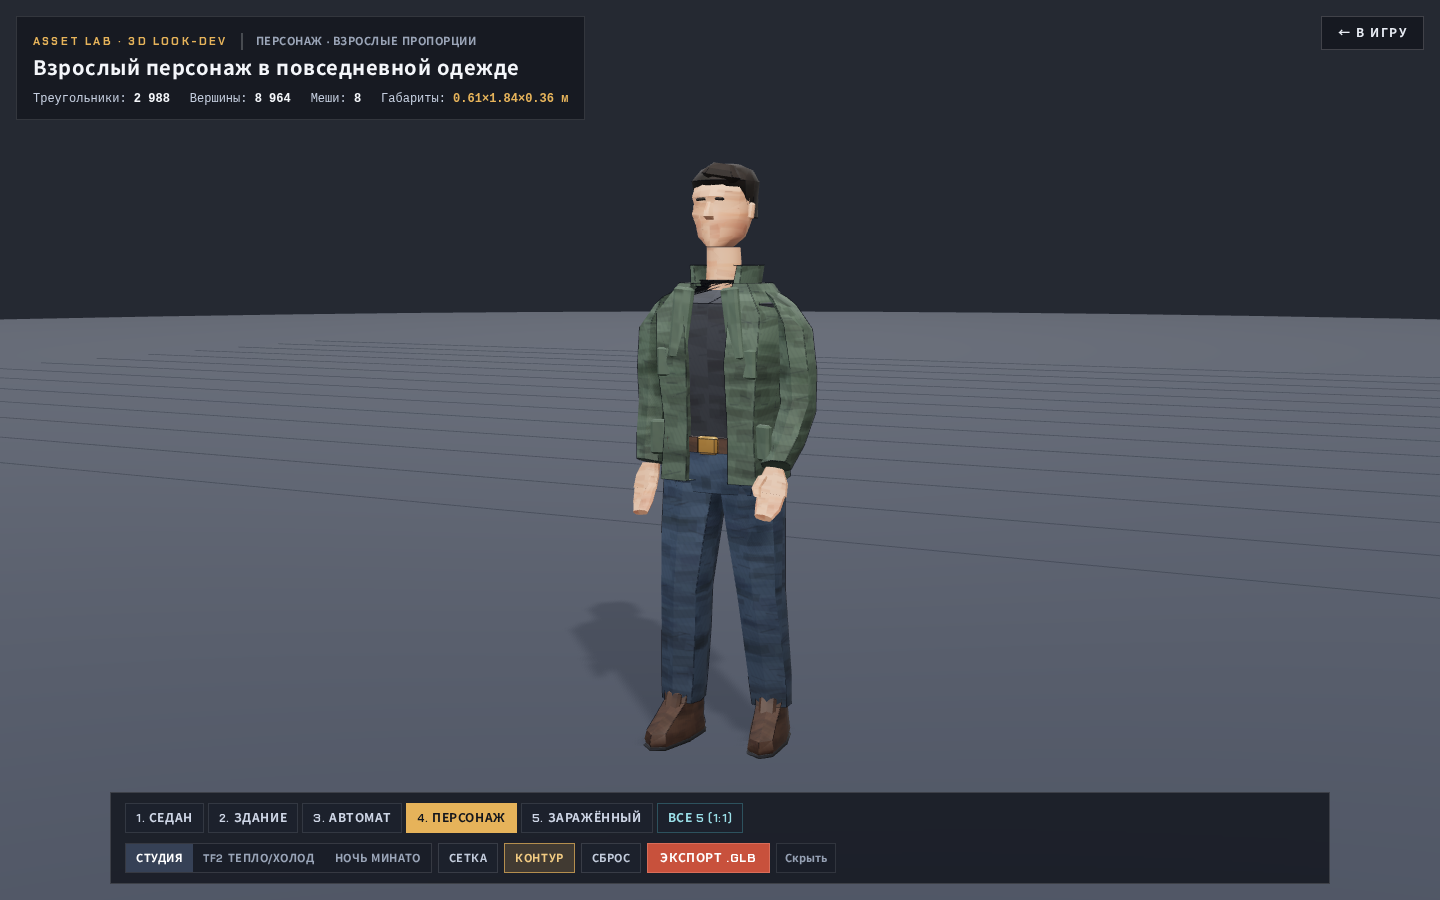 ASSET LAB · 3D LOOK-DEV | ПЕРСОНАЖ · ВЗРОСЛЫЕ ПРОПОРЦИИ
← В ИГРУ
Взрослый персонаж в повседневной одежде
Треугольники: 2 988 Вершины: 8 964 Меши: 8 Габариты: 0.61×1.84×0.36 м
1. СЕДАН 2. ЗДАНИЕ 3. АВТОМАТ 4. ПЕРСОНАЖ 5. ЗАРАЖЁННЫЙ ВСЕ 5 (1:1)
СТУДИЯ TF2 ТЕПЛО/ХОЛОД НОЧЬ МИНАТО СЕТКА КОНТУР СБРОС ЭКСПОРТ .GLB Скрыть